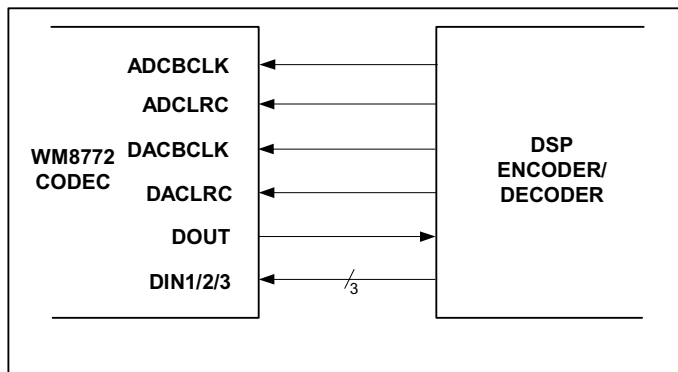 ADCBCLK
ADCLRC
DACBCLK
WM8772
CODEC
DACLRC
DOUT
DIN1/2/3
3
DSP
ENCODER/
DECODER